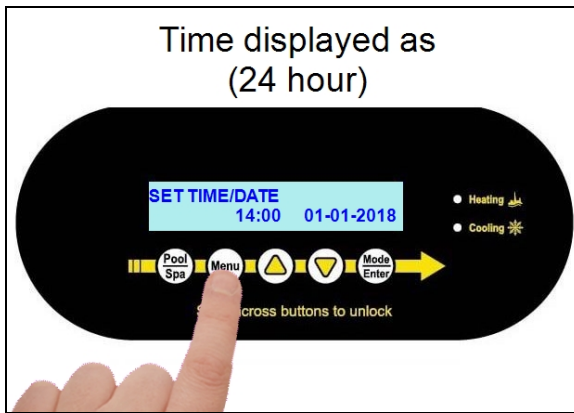 Time displayed as
(24 hour)
SET TIME/DATE
14:00 01-01-2018
Heating
Cooling
Pool
Spa
Menu
Mode
Enter
cross buttons to unlock